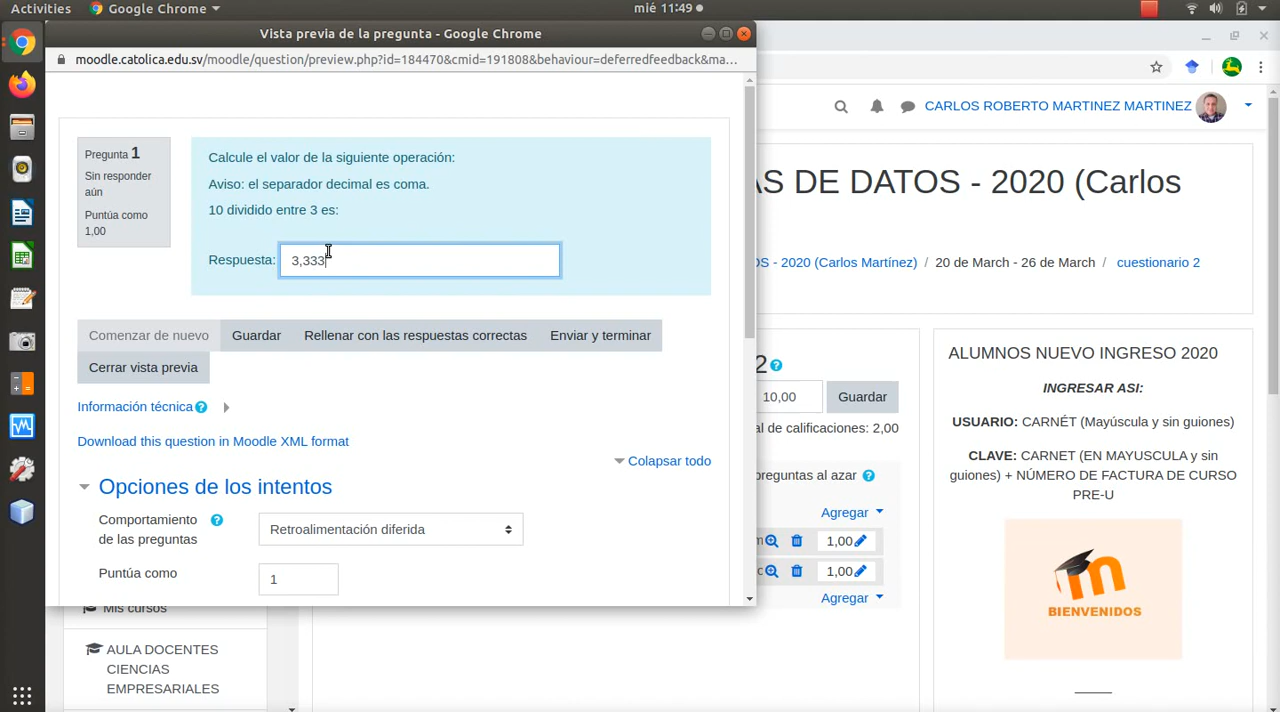 Activities
Google Chrome
mié 11:49
Vista previa de la pregunta - Google Chrome
moodle.catolica.edu.sv/moodle/question/preview.php?id=184470&cmid=191808&behaviour=deferredfeedback&ma...
CARLOS ROBERTO MARTINEZ MARTINEZ
Pregunta 1
Sin responder
aún
Puntúa como
1,00
Calcule el valor de la siguiente operación:
Aviso: el separador decimal es coma.
10 dividido entre 3 es:
Respuesta: 3,333
Comenzar de nuevo
Guardar
Rellenar con las respuestas correctas
Enviar y terminar
Cerrar vista previa
Información técnica
Download this question in Moodle XML format
Colapsar todo
Opciones de los intentos
Comportamiento
de las preguntas
Retroalimentación diferida
Puntúa como
1
AS DE DATOS - 2020 (Carlos
OS - 2020 (Carlos Martínez) / 20 de March - 26 de March / cuestionario 2
2
10,00
Guardar
al de calificaciones: 2,00
preguntas al azar
Agregar
1,00
1,00
Agregar
ALUMNOS NUEVO INGRESO 2020
INGRESAR ASI:
USUARIO: CARNÉT (Mayúscula y sin guiones)
CLAVE: CARNET (EN MAYUSCULA y sin
guiones) + NÚMERO DE FACTURA DE CURSO
PRE-U
BIENVENIDOS
Mis cursos
AULA DOCENTES
CIENCIAS
EMPRESARIALES